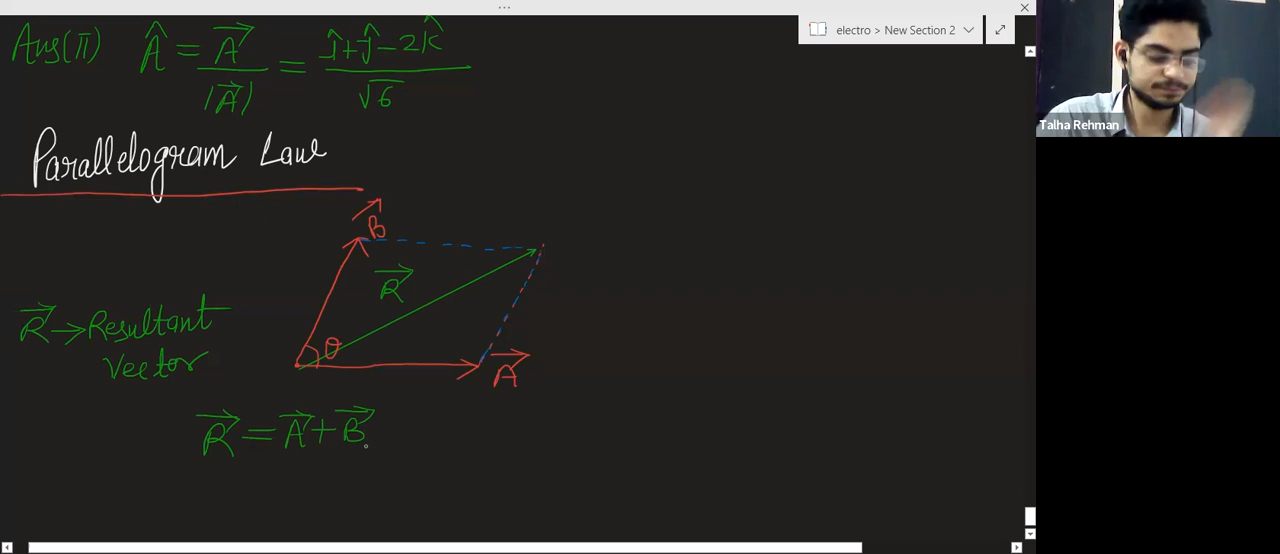 electro > New Section 2
Talha Rehman
Ans(ii) Â = A⃗ / |A⃗| = î+ĵ-2k̂ / √6
Parallelogram Law
B⃗
R⃗
θ
A⃗
R⃗ → Resultant
Vector
R⃗ = A⃗ + B⃗